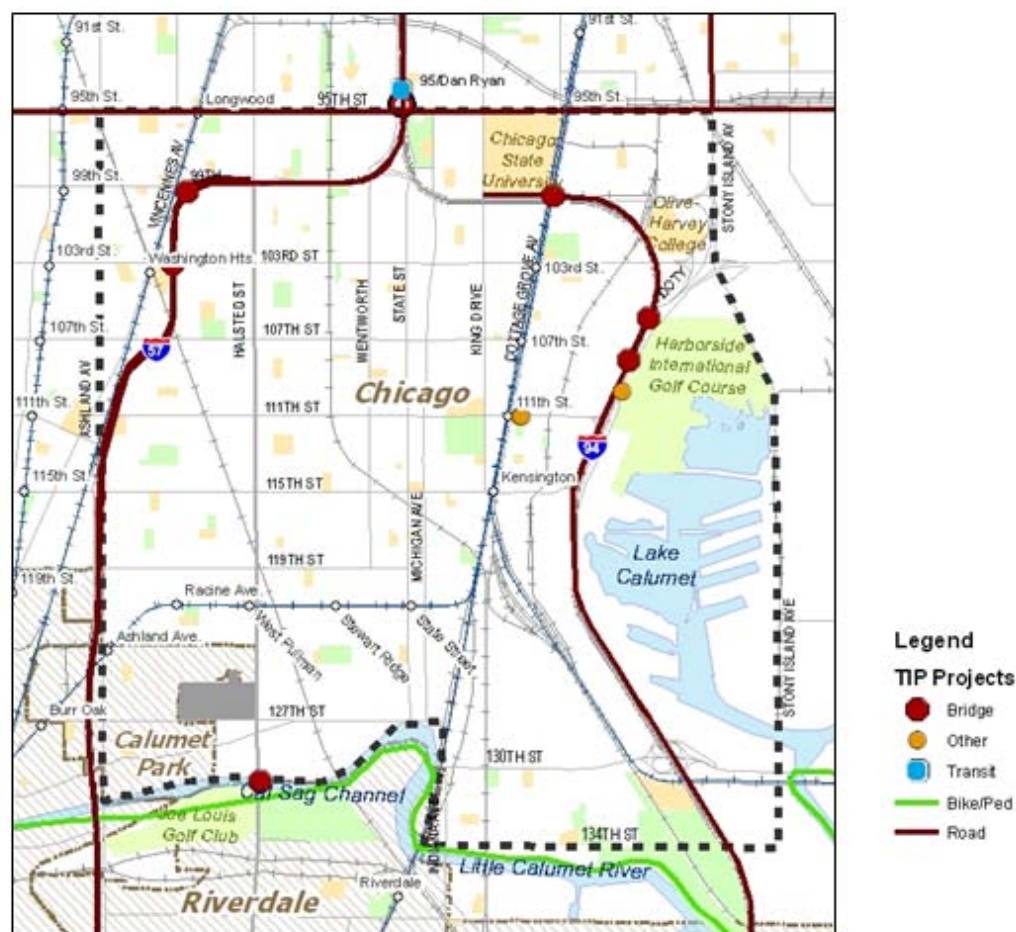 91st St.
91st St.
95/Dan Ryan
95th St.
Longwood
95TH ST
95th St.
Chicago
State
University
VINCENNES AV
STONY ISLAND AV
99th St.
99TH
Olive-
Harvey
College
103rd St.
Washington Hts.
103RD ST
103rd St.
COTTAGE GROVE AV
DOTY
HALSTED ST
WENTWORTH
STATE ST
KING DRIVE
107th St.
107TH ST
107th St.
57
Harborside
International
Golf Course
Chicago
ASHLAND AV
111th St.
111TH ST
111th St.
94
115th St.
115TH ST
Kensington
MICHIGAN AVE
Lake
Calumet
119th St.
119TH ST
Racine Ave.
West Pullman
Stewart Ridge
State Street
Ashland Ave.
STONY ISLAND AVE
Burr Oak
127TH ST
Calumet
Park
130TH ST
Cal Sag Channel
Joe Louis
Golf Club
134TH ST
Little Calumet River
Riverdale
Riverdale
Legend
TIP Projects
Bridge
Other
Transit
Bike/Ped
Road